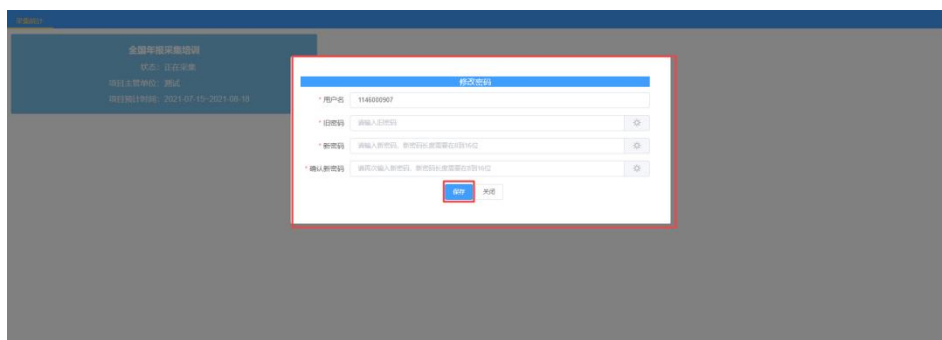 采集统计
全国年报采集培训
状态：正在采集
项目主管单位：测试
项目预计时间：2021-07-15~2021-08-18
修改密码
* 用户名 1146000907
* 旧密码 请输入旧密码
* 新密码 请输入新密码，新密码长度需要在8到16位
* 确认新密码 请再次输入新密码，新密码长度需要在8到16位
保存 关闭